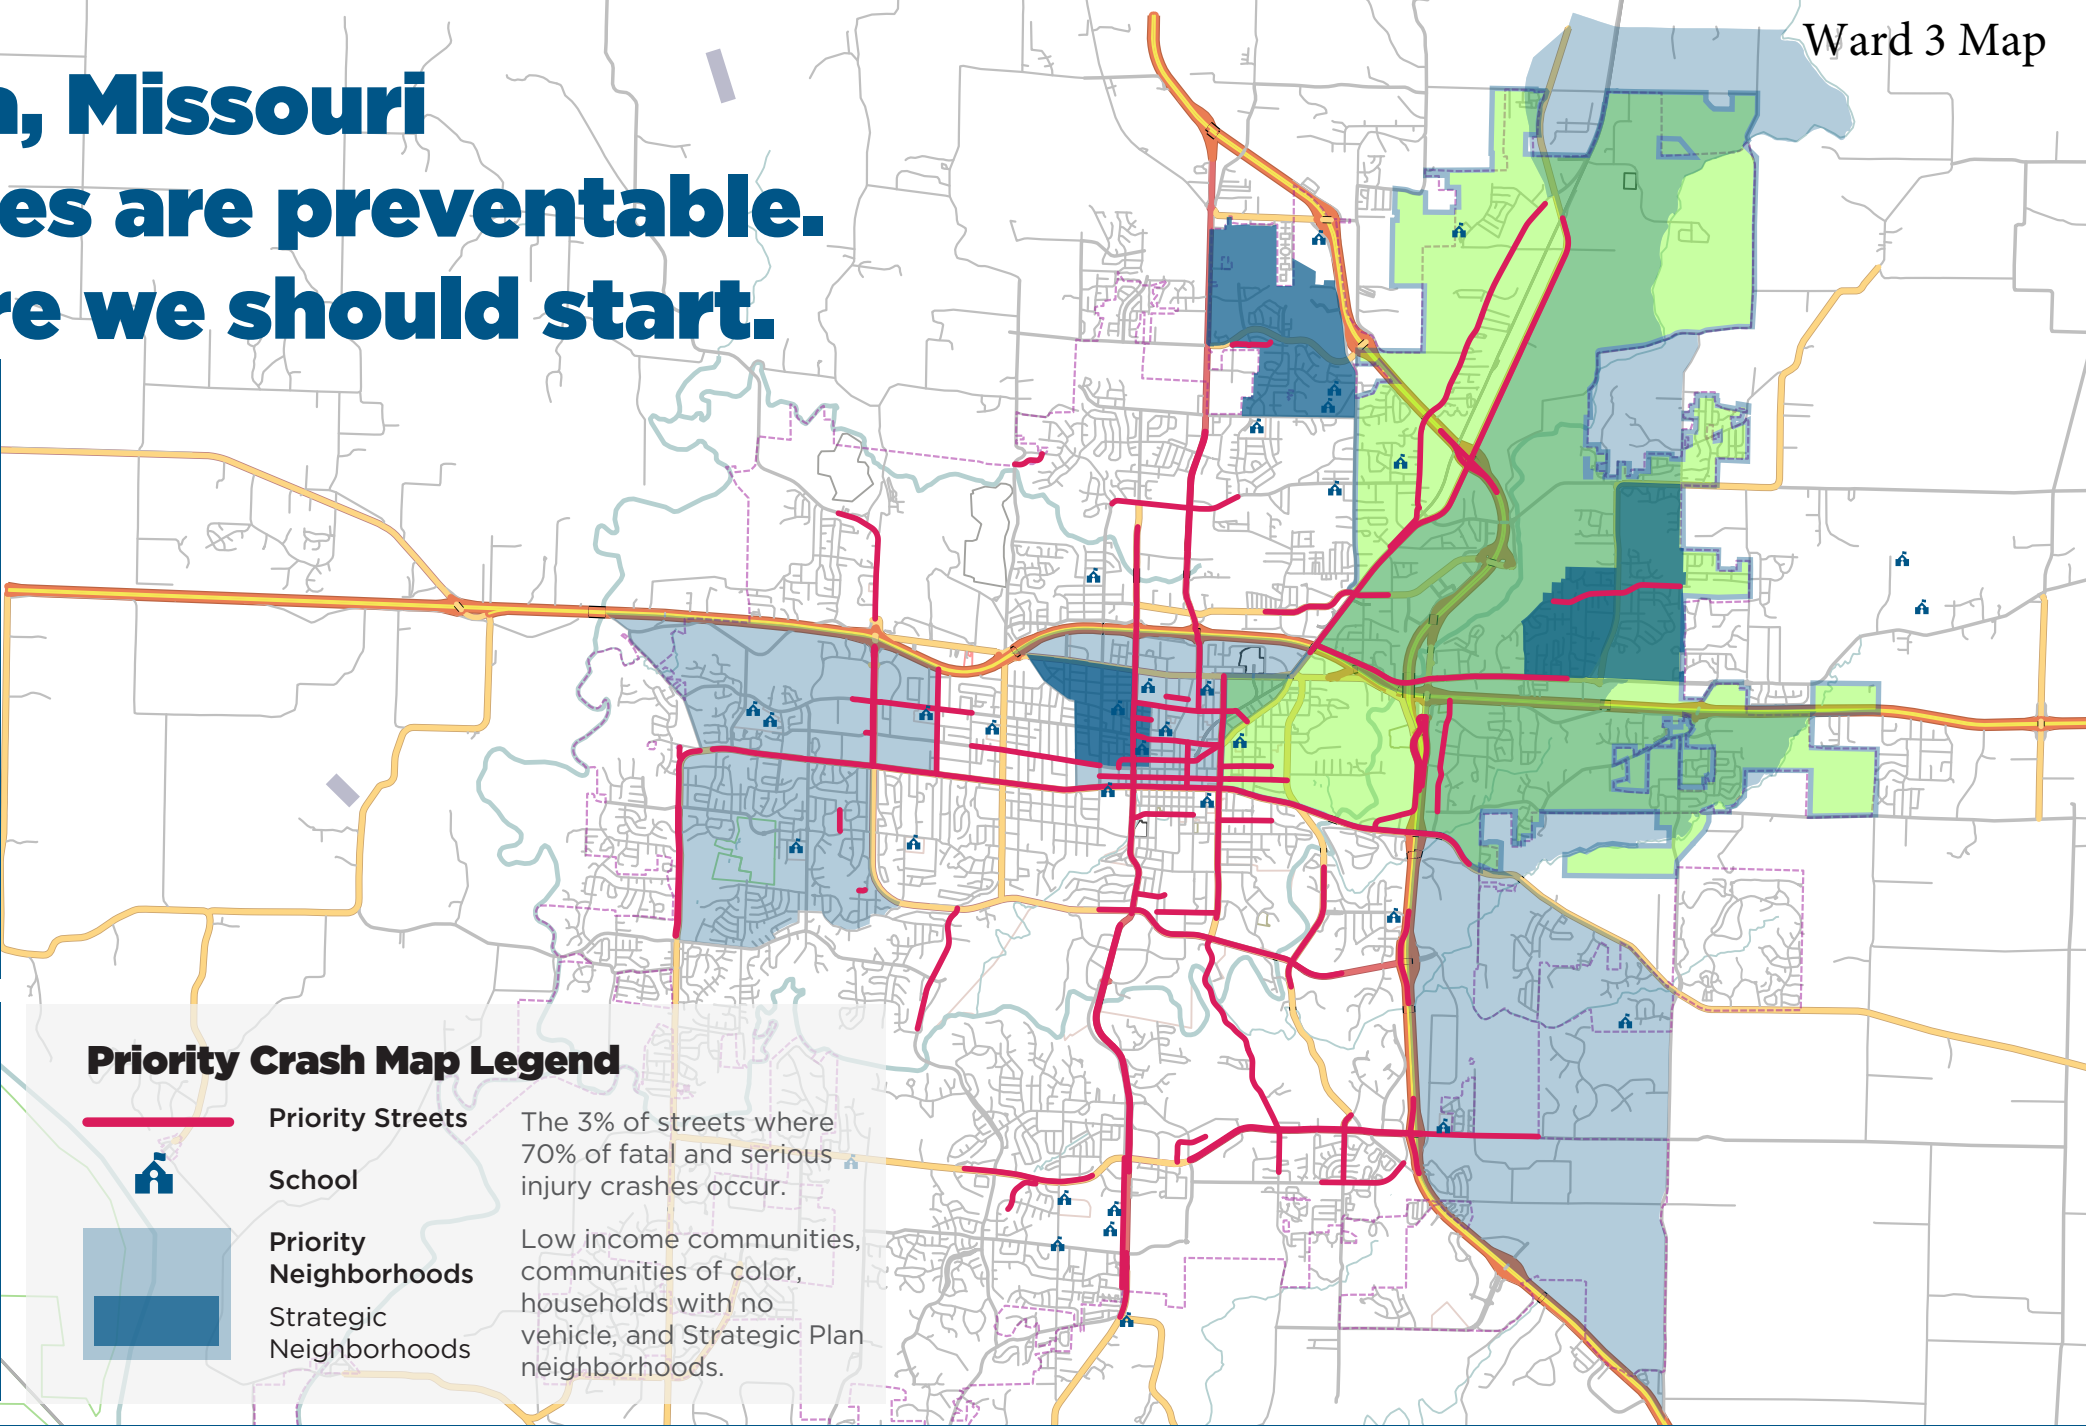 Ward 3 Map
a, Missouri
es are preventable.
re we should start.
Priority Crash Map Legend
Priority Streets
The 3% of streets where
70% of fatal and serious
injury crashes occur.
School
Priority
Neighborhoods
Strategic
Neighborhoods
Low income communities,
communities of color,
households with no
vehicle, and Strategic Plan
neighborhoods.